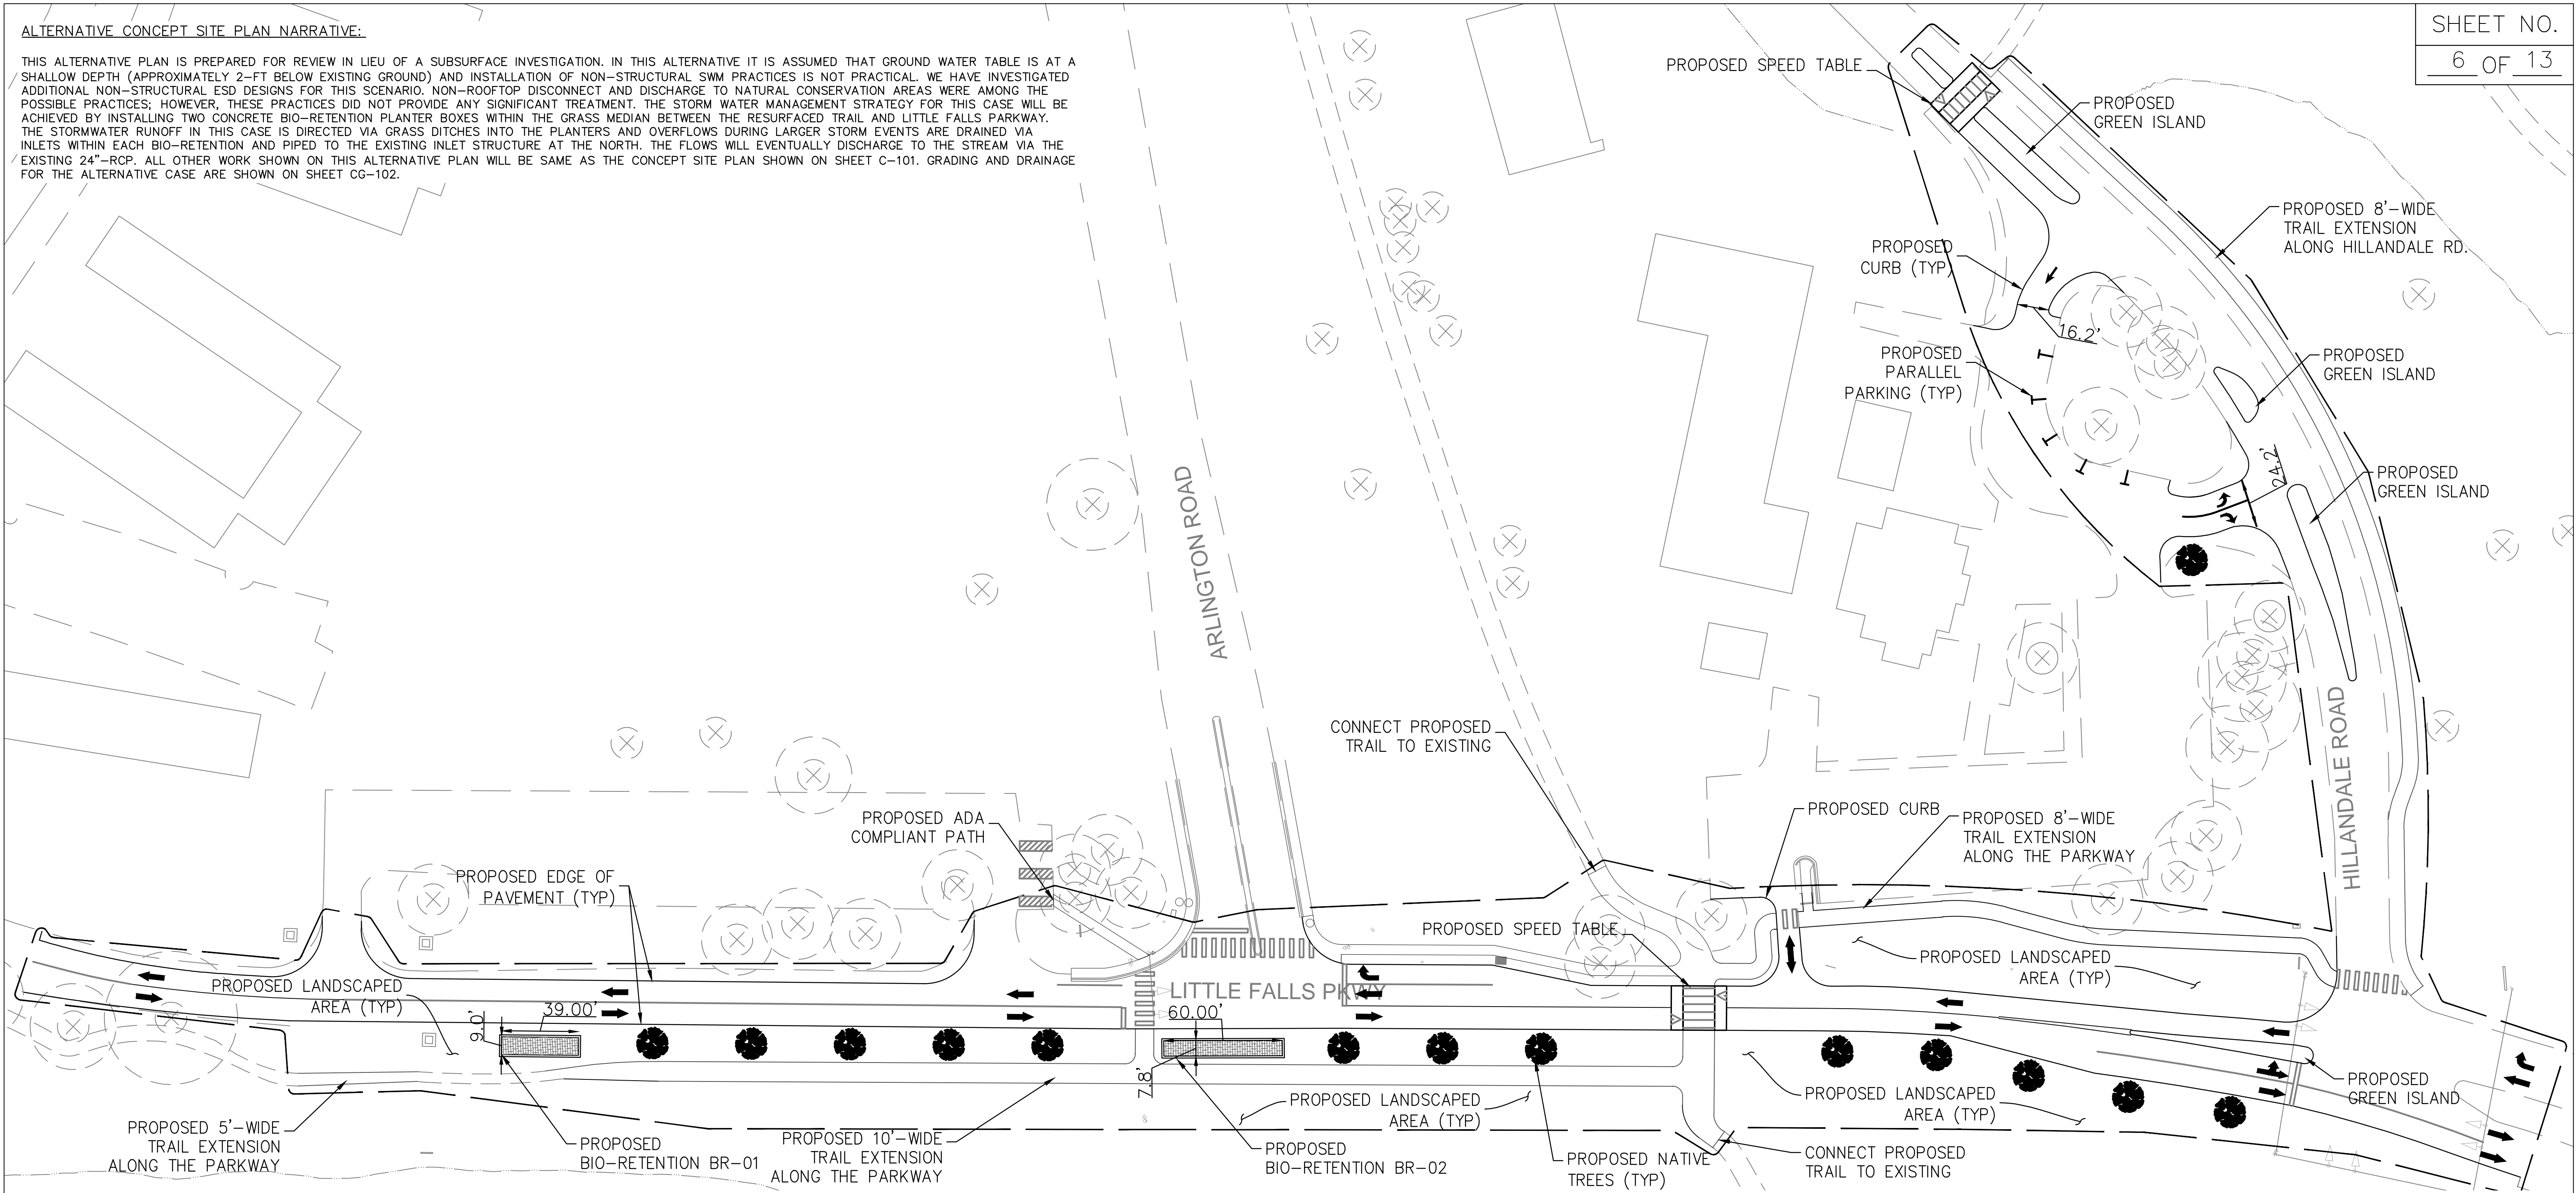 ALTERNATIVE CONCEPT SITE PLAN NARRATIVE:
THIS ALTERNATIVE PLAN IS PREPARED FOR REVIEW IN LIEU OF A SUBSURFACE INVESTIGATION. IN THIS ALTERNATIVE IT IS ASSUMED THAT GROUND WATER TABLE IS AT A
SHALLOW DEPTH (APPROXIMATELY 2-FT BELOW EXISTING GROUND) AND INSTALLATION OF NON-STRUCTURAL SWM PRACTICES IS NOT PRACTICAL. WE HAVE INVESTIGATED
ADDITIONAL NON-STRUCTURAL ESD DESIGNS FOR THIS SCENARIO. NON-ROOFTOP DISCONNECT AND DISCHARGE TO NATURAL CONSERVATION AREAS WERE AMONG THE
POSSIBLE PRACTICES; HOWEVER, THESE PRACTICES DID NOT PROVIDE ANY SIGNIFICANT TREATMENT. THE STORM WATER MANAGEMENT STRATEGY FOR THIS CASE WILL BE
ACHIEVED BY INSTALLING TWO CONCRETE BIO-RETENTION PLANTER BOXES WITHIN THE GRASS MEDIAN BETWEEN THE RESURFACED TRAIL AND LITTLE FALLS PARKWAY.
THE STORMWATER RUNOFF IN THIS CASE IS DIRECTED VIA GRASS DITCHES INTO THE PLANTERS AND OVERFLOWS DURING LARGER STORM EVENTS ARE DRAINED VIA
INLETS WITHIN EACH BIO-RETENTION AND PIPED TO THE EXISTING INLET STRUCTURE AT THE NORTH. THE FLOWS WILL EVENTUALLY DISCHARGE TO THE STREAM VIA THE
EXISTING 24"-RCP. ALL OTHER WORK SHOWN ON THIS ALTERNATIVE PLAN WILL BE SAME AS THE CONCEPT SITE PLAN SHOWN ON SHEET C-101. GRADING AND DRAINAGE
FOR THE ALTERNATIVE CASE ARE SHOWN ON SHEET CG-102.
SHEET NO.
6 OF 13
PROPOSED SPEED TABLE
PROPOSED
GREEN ISLAND
PROPOSED 8'-WIDE
TRAIL EXTENSION
ALONG HILLANDALE RD.
PROPOSED
CURB (TYP)
16.2'
PROPOSED
PARALLEL
PARKING (TYP)
PROPOSED
GREEN ISLAND
24.2'
PROPOSED
GREEN ISLAND
ARLINGTON ROAD
HILLANDALE ROAD
CONNECT PROPOSED
TRAIL TO EXISTING
PROPOSED ADA
COMPLIANT PATH
PROPOSED CURB
PROPOSED 8'-WIDE
TRAIL EXTENSION
ALONG THE PARKWAY
PROPOSED EDGE OF
PAVEMENT (TYP)
PROPOSED SPEED TABLE
PROPOSED LANDSCAPED
AREA (TYP)
PROPOSED LANDSCAPED
AREA (TYP)
LITTLE FALLS PKWY
9.0'
39.00'
60.00'
7.8'
PROPOSED 5'-WIDE
TRAIL EXTENSION
ALONG THE PARKWAY
PROPOSED
BIO-RETENTION BR-01
PROPOSED 10'-WIDE
TRAIL EXTENSION
ALONG THE PARKWAY
PROPOSED LANDSCAPED
AREA (TYP)
PROPOSED
BIO-RETENTION BR-02
PROPOSED NATIVE
TREES (TYP)
PROPOSED LANDSCAPED
AREA (TYP)
CONNECT PROPOSED
TRAIL TO EXISTING
PROPOSED
GREEN ISLAND